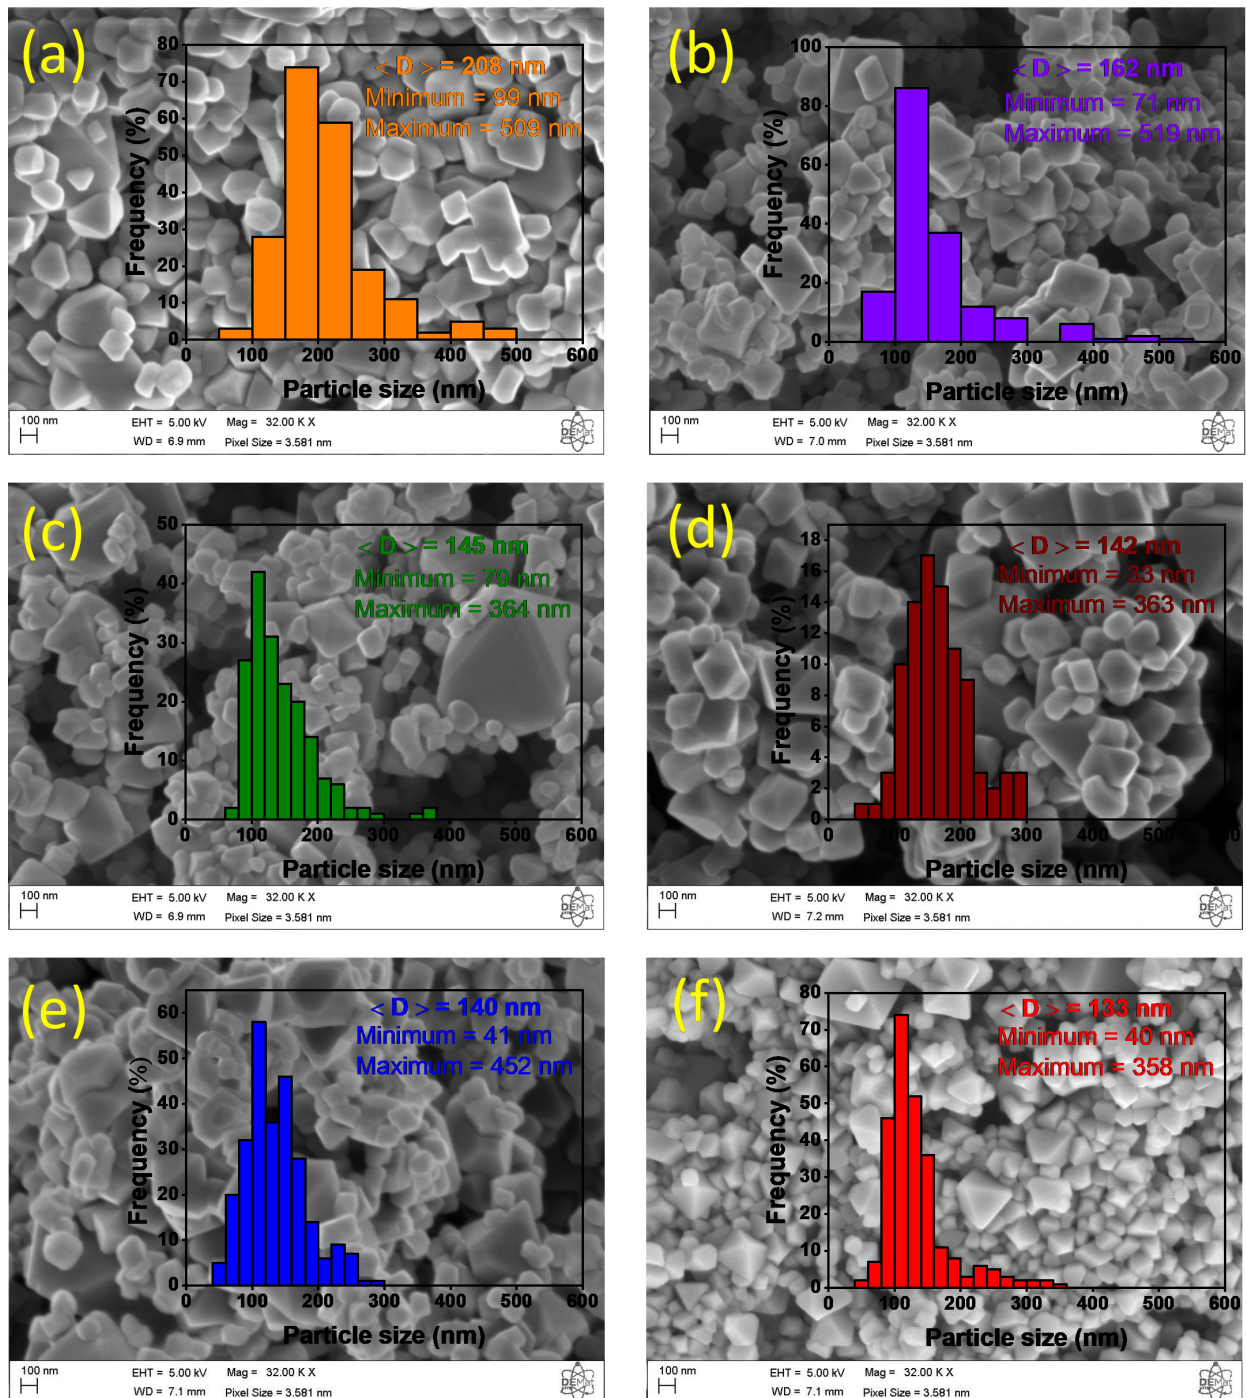 (a)
80
70
60
50
40
30
20
10
0
Frequency (%)
< D > = 208 nm
Minimum = 99 nm
Maximum = 509 nm
0 100 200 300 400 500 600
Particle size (nm)
100 nm EHT = 5.00 kV Mag = 32.00 K X
WD = 6.9 mm Pixel Size = 3.581 nm
DEMat
(b)
100
80
60
40
20
0
Frequency (%)
< D > = 162 nm
Minimum = 71 nm
Maximum = 519 nm
0 100 200 300 400 500 600
Particle size (nm)
100 nm EHT = 5.00 kV Mag = 32.00 K X
WD = 7.0 mm Pixel Size = 3.581 nm
DEMat
(c)
50
40
30
20
10
0
Frequency (%)
< D > = 145 nm
Minimum = 79 nm
Maximum = 364 nm
0 100 200 300 400 500 600
Particle size (nm)
100 nm EHT = 5.00 kV Mag = 32.00 K X
WD = 6.9 mm Pixel Size = 3.581 nm
DEMat
(d)
18
16
14
12
10
8
6
4
2
0
Frequency (%)
< D > = 142 nm
Minimum = 33 nm
Maximum = 363 nm
0 100 200 300 400 500 600
Particle size (nm)
100 nm EHT = 5.00 kV Mag = 32.00 K X
WD = 7.2 mm Pixel Size = 3.581 nm
DEMat
(e)
60
50
40
30
20
10
0
Frequency (%)
< D > = 140 nm
Minimum = 41 nm
Maximum = 452 nm
0 100 200 300 400 500 600
Particle size (nm)
100 nm EHT = 5.00 kV Mag = 32.00 K X
WD = 7.1 mm Pixel Size = 3.581 nm
DEMat
(f)
80
70
60
50
40
30
20
10
0
Frequency (%)
< D > = 133 nm
Minimum = 40 nm
Maximum = 358 nm
0 100 200 300 400 500 600
Particle size (nm)
100 nm EHT = 5.00 kV Mag = 32.00 K X
WD = 7.1 mm Pixel Size = 3.581 nm
DEMat